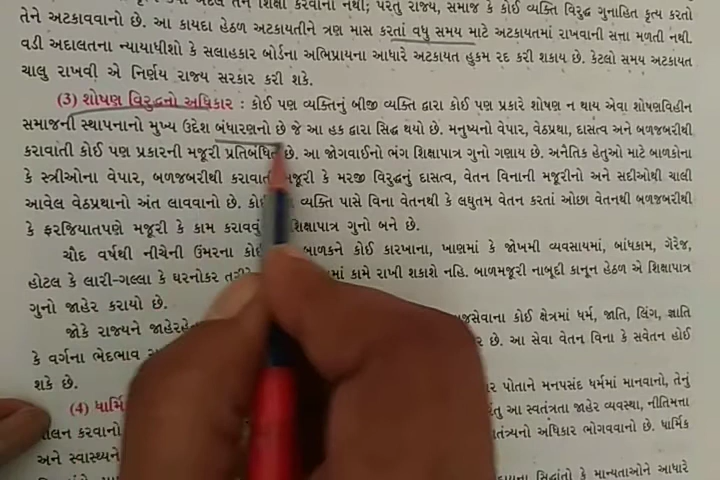 તેને અટકાવવાનો છે. આ કાયદા હેઠળ અટકાયતીને ત્રણ માસ કરતાં વધુ સમય માટે અટકાયતમાં રાખવાની સત્તા મળતી નથી.
વડી અદાલતના ન્યાયાધીશો કે સલાહકાર બોર્ડના અભિપ્રાયના આધારે અટકાયત હુકમ રદ કરી શકાય છે. કેટલો સમય અટકાયત
ચાલુ રાખવી એ નિર્ણય રાજ્ય સરકાર કરી શકે.
(3) શોષણ વિરુદ્ધનો અધિકાર : કોઈ પણ વ્યક્તિનું બીજી વ્યક્તિ દ્વારા કોઈ પણ પ્રકારે શોષણ ન થાય એવા શોષણવિહીન
સમાજની સ્થાપનાનો મુખ્ય ઉદેશ બંધારણનો છે જે આ હક દ્વારા સિદ્ધ થયો છે. મનુષ્યનો વેપાર, વેઠપ્રથા, દાસત્વ અને બળજબરીથી
કરાવાતી કોઈ પણ પ્રકારની મજૂરી પ્રતિબંધિત છે. આ જોગવાઈનો ભંગ શિક્ષાપાત્ર ગુનો ગણાય છે. અનૈતિક હેતુઓ માટે બાળકોના
કે સ્ત્રીઓના વેપાર, બળજબરીથી કરાવાતી મજૂરી કે મરજી વિરુદ્ધનું દાસત્વ, વેતન વિનાની મજૂરીનો અને સદીઓથી ચાલી
આવેલ વેઠપ્રથાનો અંત લાવવાનો છે. વ્યક્તિ પાસે વિના વેતનથી કે લઘુતમ વેતન કરતાં ઓછા વેતનથી બળજબરીથી
કે ફરજિયાતપણે મજૂરી કે કામ કરાવવું શિક્ષાપાત્ર ગુનો બને છે.
ચૌદ વર્ષથી નીચેની ઉમરના બાળકને કોઈ કારખાના, ખાણમાં કે જોખમી વ્યવસાયમાં, બાંધકામ, ગેરેજ,
હોટલ કે લારી-ગલ્લા કે ઘરનોકર કામે રાખી શકાશે નહિ. બાળમજૂરી નાબૂદી કાનૂન હેઠળ એ શિક્ષાપાત્ર
ગુનો જાહેર કરાયો છે.
જોકે રાજ્યને કોઈ ક્ષેત્રમાં ધર્મ, જાતિ, લિંગ, જ્ઞાતિ
કે વર્ગના ભેદભાવ છે. આ સેવા વેતન વિના કે સવેતન હોઈ
શકે છે.
(4) પોતાને મનપસંદ ધર્મમાં માનવાનો, તેનું
કરવાનો આ સ્વતંત્રતા જાહેર વ્યવસ્થા, નીતિમત્તા
અને અધિકાર ભોગવવાનો છે. ધાર્મિક
સિદ્ધાંતો કે માન્યતાઓને આધારે